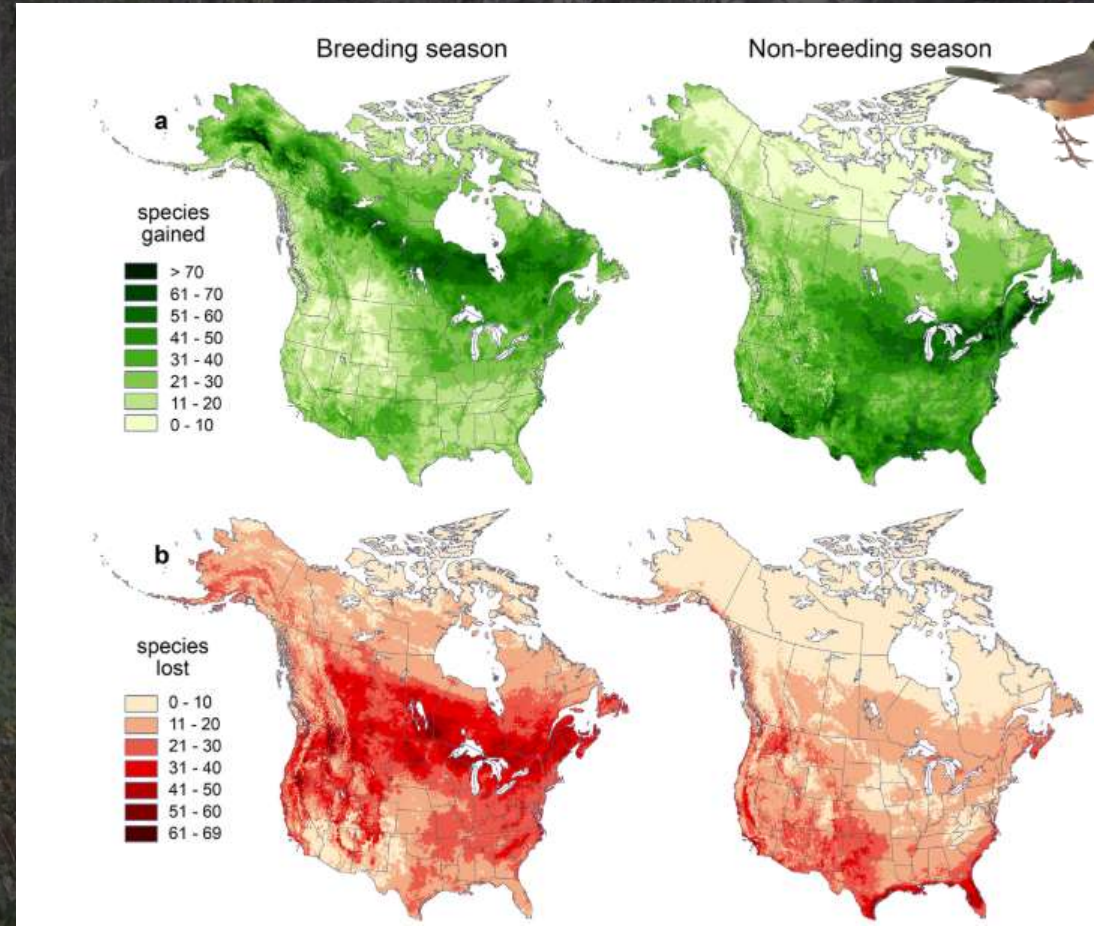 Breeding season
Non-breeding season
a
species
gained
> 70
61 - 70
51 - 60
41 - 50
31 - 40
21 - 30
11 - 20
0 - 10
b
species
lost
0 - 10
11 - 20
21 - 30
31 - 40
41 - 50
51 - 60
61 - 69